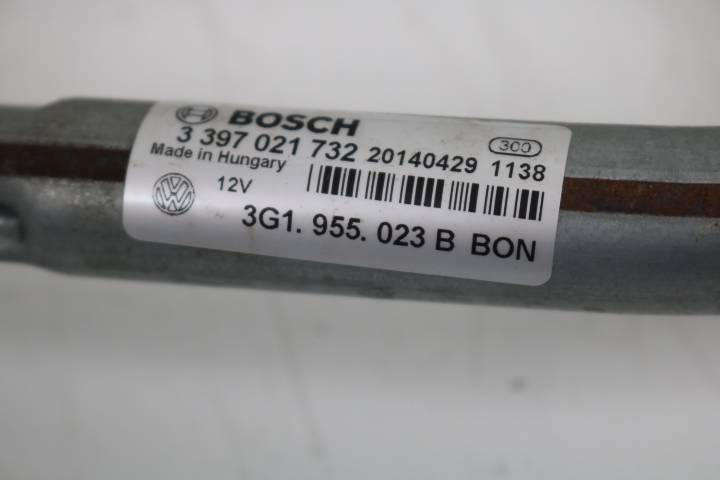 BOSCH
300
3 397 021 732 20140429 1138
Made in Hungary
12V
3G1. 955. 023 B BON